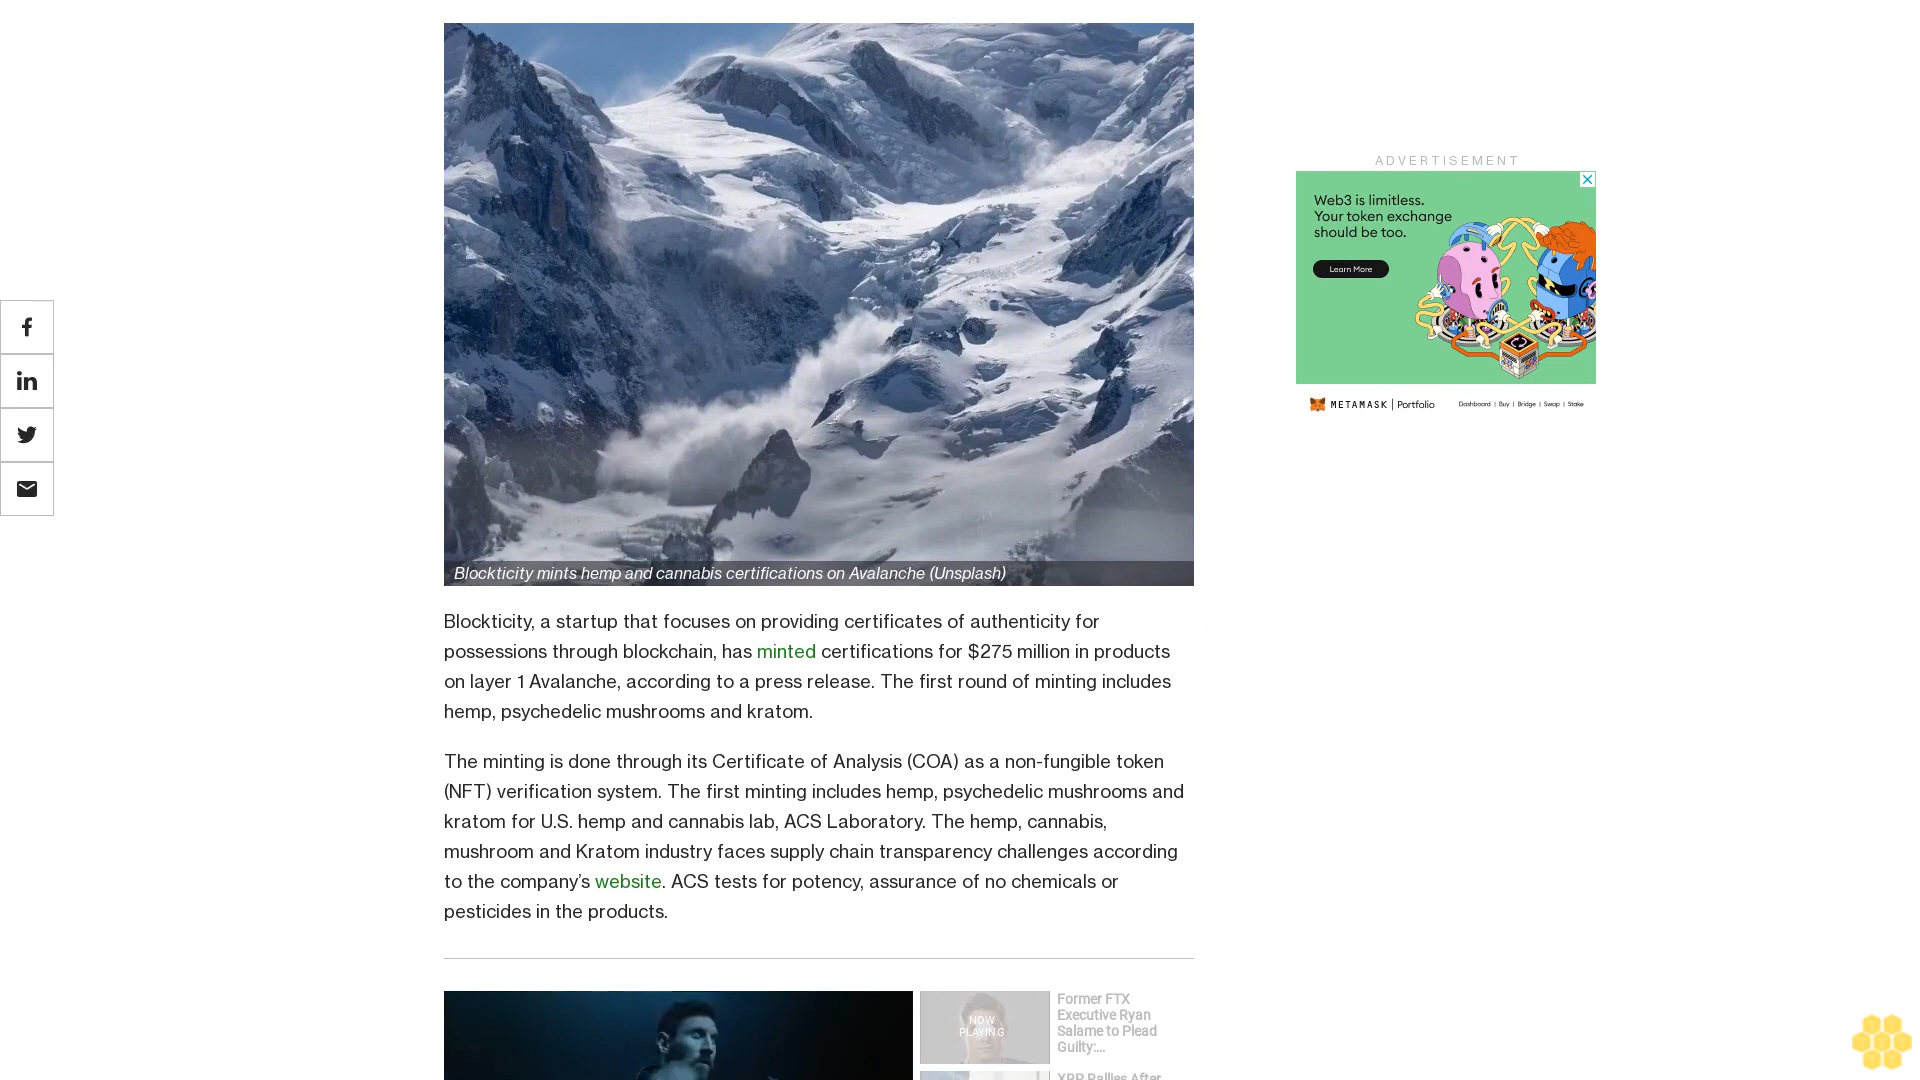 ADVERTISEMENT
Web3 is limitless.
Your token exchange
should be too.
Learn More
METAMASK | Portfolio
Dashboard | Buy | Bridge | Swap | Stake
Blockticity mints hemp and cannabis certifications on Avalanche (Unsplash)
Blockticity, a startup that focuses on providing certificates of authenticity for
possessions through blockchain, has minted certifications for $275 million in products
on layer 1 Avalanche, according to a press release. The first round of minting includes
hemp, psychedelic mushrooms and kratom.
The minting is done through its Certificate of Analysis (COA) as a non-fungible token
(NFT) verification system. The first minting includes hemp, psychedelic mushrooms and
kratom for U.S. hemp and cannabis lab, ACS Laboratory. The hemp, cannabis,
mushroom and Kratom industry faces supply chain transparency challenges according
to the company’s website. ACS tests for potency, assurance of no chemicals or
pesticides in the products.
NOW
PLAYING
Former FTX
Executive Ryan
Salame to Plead
Guilty:...
XRP Rallies After